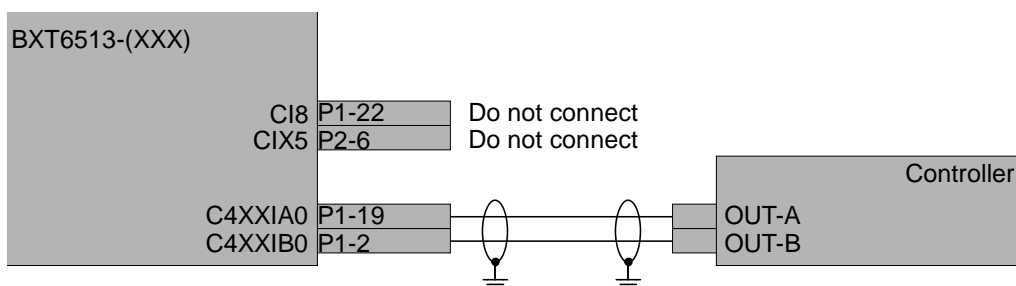 BXT6513-(XXX)
CI8 P1-22 Do not connect
CIX5 P2-6 Do not connect
Controller
C4XXIA0 P1-19 OUT-A
C4XXIB0 P1-2 OUT-B